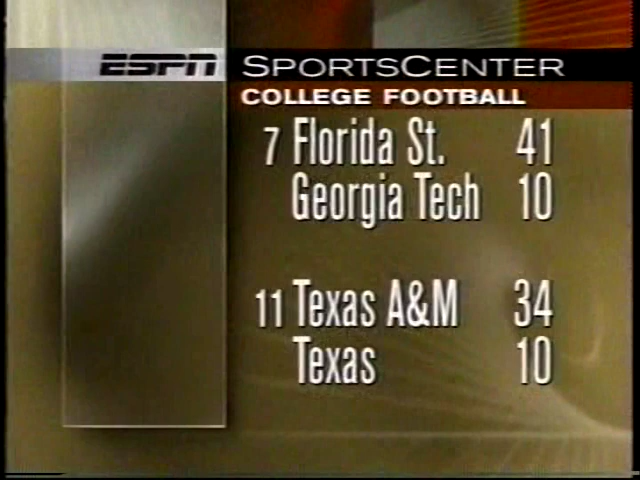 ESPN SPORTSCENTER
COLLEGE FOOTBALL
7 Florida St. 41
Georgia Tech 10
11 Texas A&M 34
Texas 10